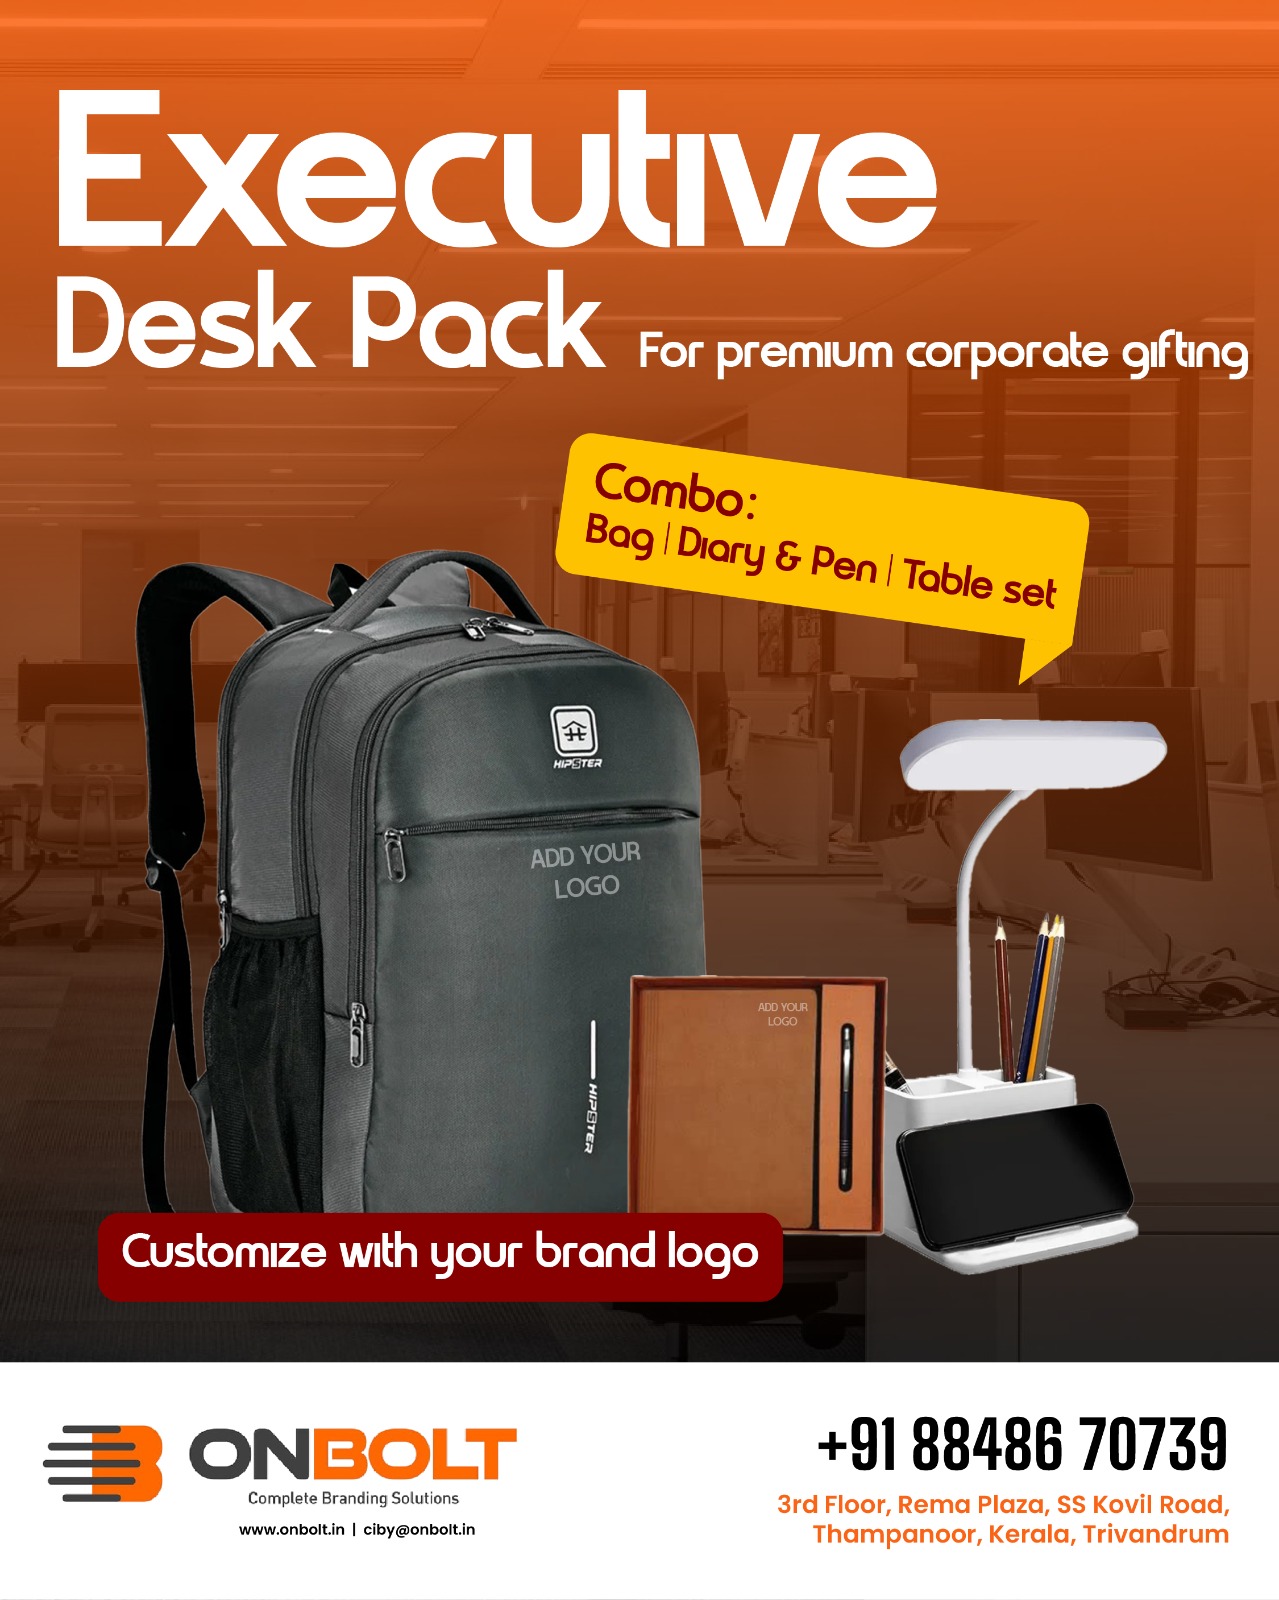 Executive
Desk Pack For premium corporate gifting
Combo:
Bag | Diary & Pen | Table set
HIPSTER
ADD YOUR
LOGO
ADD YOUR
LOGO
HIPSTER
Customize with your brand logo
ONBOLT
Complete Branding Solutions
www.onbolt.in | ciby@onbolt.in
+91 88486 70739
3rd Floor, Rema Plaza, SS Kovil Road,
Thampanoor, Kerala, Trivandrum